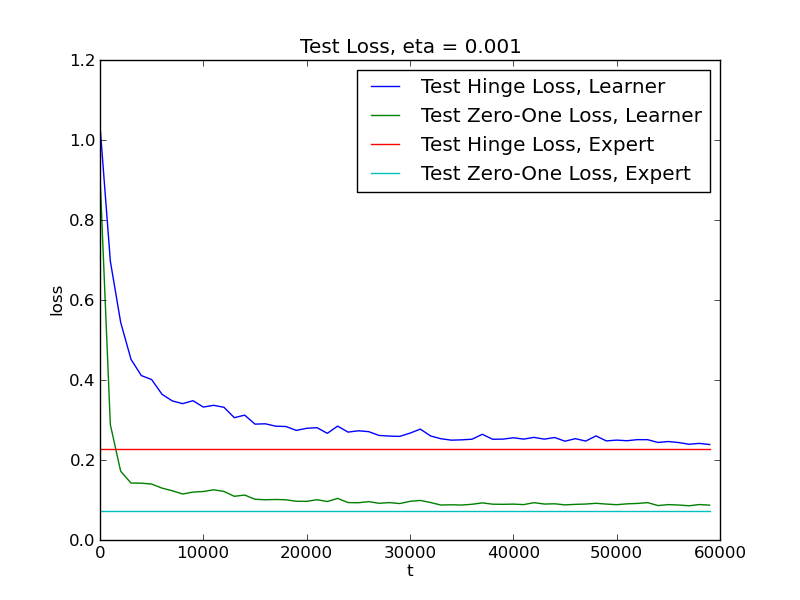 Test Loss, eta = 0.001
1.2
1.0
0.8
0.6
0.4
0.2
0.0
loss
Test Hinge Loss, Learner
Test Zero-One Loss, Learner
Test Hinge Loss, Expert
Test Zero-One Loss, Expert
0 10000 20000 30000 40000 50000 60000
t